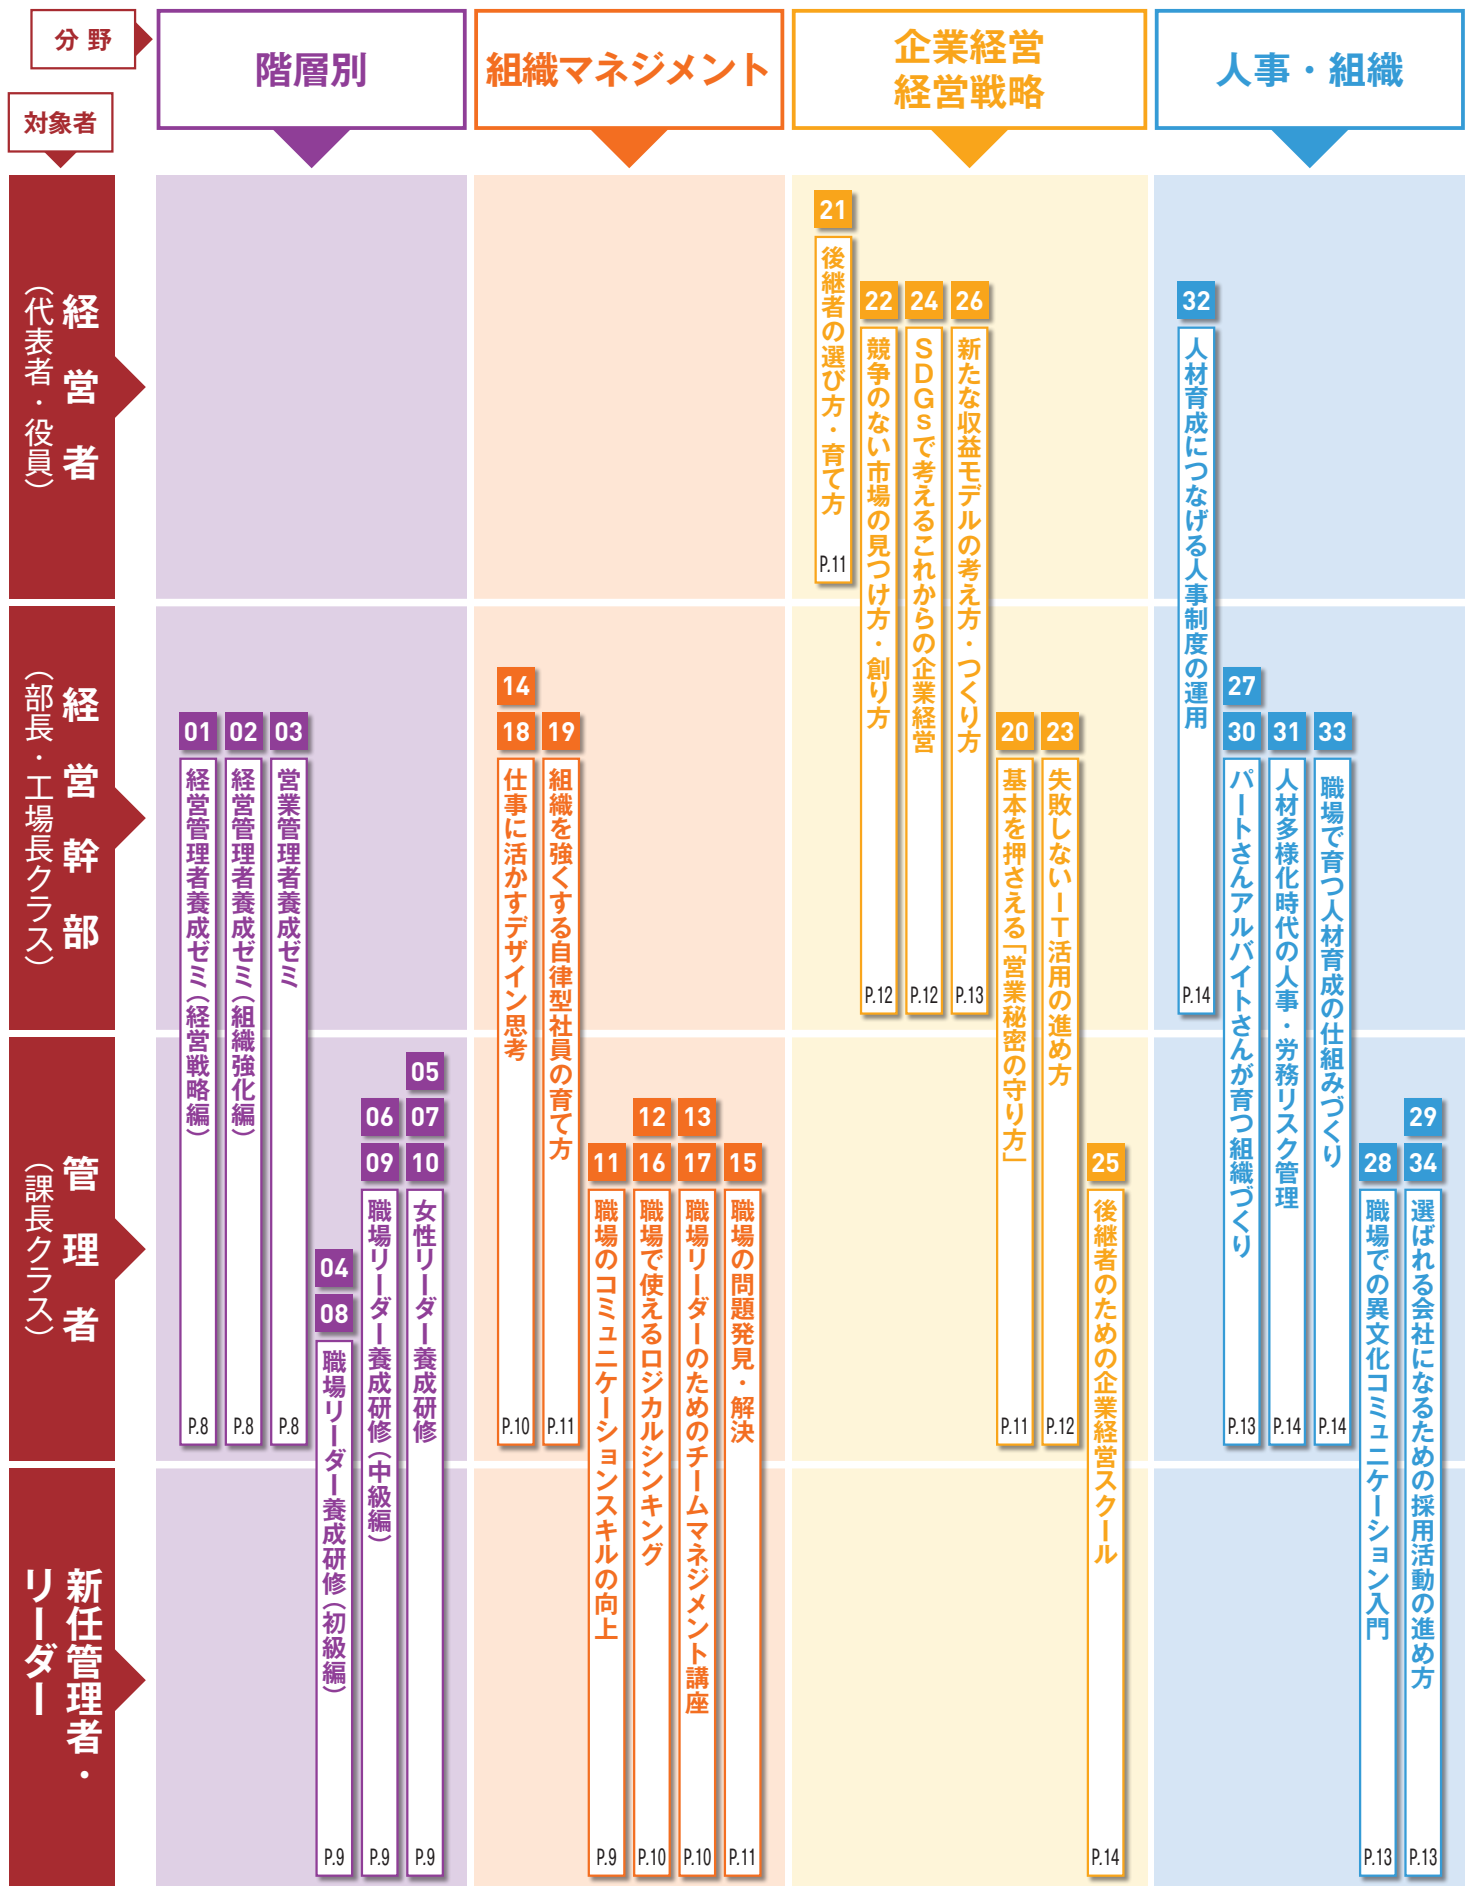 分野
対象者
階層別
組織マネジメント
企業経営
経営戦略
人事・組織
経営者
（代表者・役員）
経営幹部
（部長・工場長クラス）
管理者
（課長クラス）
新任管理者・
リーダー
01
経営管理者養成ゼミ（経営戦略編）
P.8
02
経営管理者養成ゼミ（組織強化編）
P.8
03
営業管理者養成ゼミ
P.8
04
08
職場リーダー養成研修（初級編）
P.9
06
09
職場リーダー養成研修（中級編）
P.9
05
07
10
女性リーダー養成研修
P.9
14
18
仕事に活かすデザイン思考
P.10
19
組織を強くする自律型社員の育て方
P.11
11
職場のコミュニケーションスキルの向上
P.9
12
16
職場で使えるロジカルシンキング
P.10
13
17
職場リーダーのためのチームマネジメント講座
P.10
15
職場の問題発見・解決
P.11
21
後継者の選び方・育て方
P.11
22
競争のない市場の見つけ方・創り方
P.12
24
SDGsで考えるこれからの企業経営
P.12
26
新たな収益モデルの考え方・つくり方
P.13
20
基本を押さえる「営業秘密の守り方」
P.11
23
失敗しないIT活用の進め方
P.12
25
後継者のための企業経営スクール
P.14
32
人材育成につなげる人事制度の運用
P.14
27
30
パートさんアルバイトさんが育つ組織づくり
P.13
31
人材多様化時代の人事・労務リスク管理
P.14
33
職場で育つ人材育成の仕組みづくり
P.14
28
職場での異文化コミュニケーション入門
P.13
29
34
選ばれる会社になるための採用活動の進め方
P.13